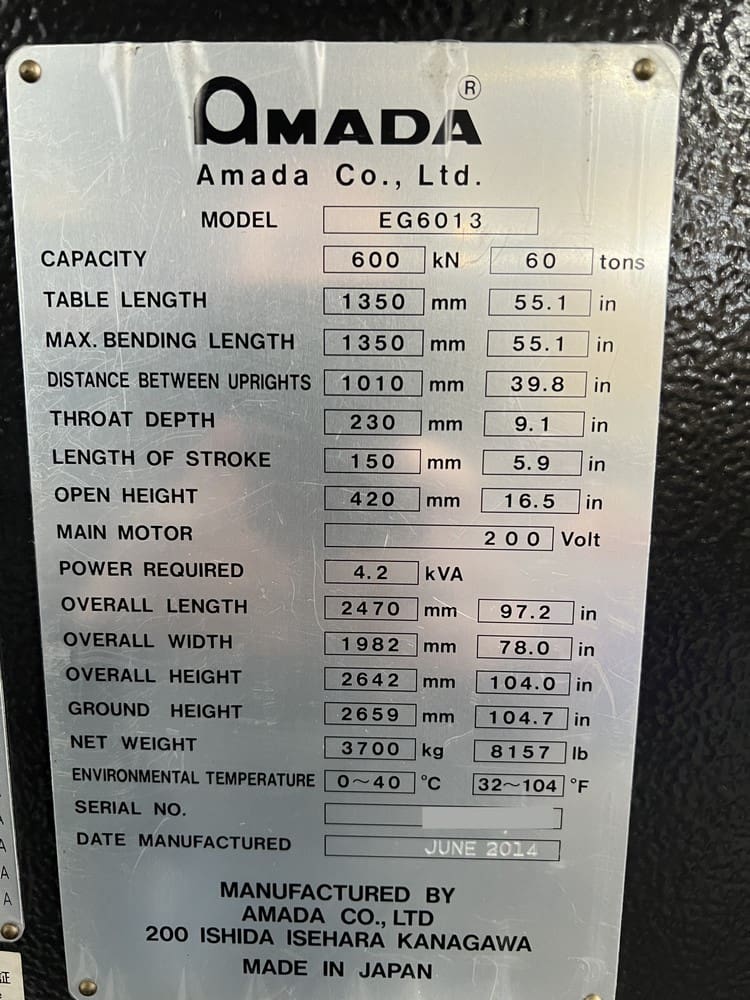 AMADA®
Amada Co., Ltd.
MODEL EG6013
CAPACITY 600 kN 60 tons
TABLE LENGTH 1350 mm 55.1 in
MAX. BENDING LENGTH 1350 mm 55.1 in
DISTANCE BETWEEN UPRIGHTS 1010 mm 39.8 in
THROAT DEPTH 230 mm 9.1 in
LENGTH OF STROKE 150 mm 5.9 in
OPEN HEIGHT 420 mm 16.5 in
MAIN MOTOR 200 Volt
POWER REQUIRED 4.2 kVA
OVERALL LENGTH 2470 mm 97.2 in
OVERALL WIDTH 1982 mm 78.0 in
OVERALL HEIGHT 2642 mm 104.0 in
GROUND HEIGHT 2659 mm 104.7 in
NET WEIGHT 3700 kg 8157 lb
ENVIRONMENTAL TEMPERATURE 0~40 °C 32~104 °F
SERIAL NO.
DATE MANUFACTURED JUNE 2014
MANUFACTURED BY
AMADA CO., LTD
200 ISHIDA ISEHARA KANAGAWA
MADE IN JAPAN
A
A
A
証